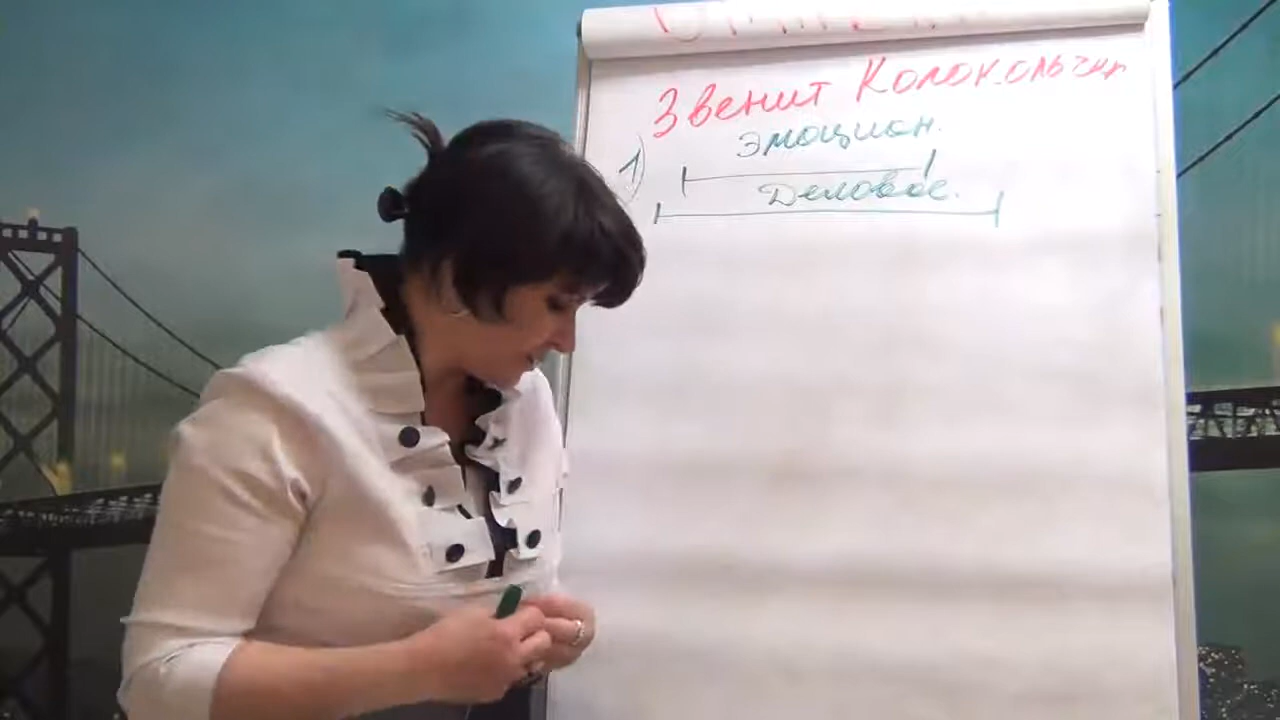 Звенит Колокольчик
эмоцион.
1)
Деловое.